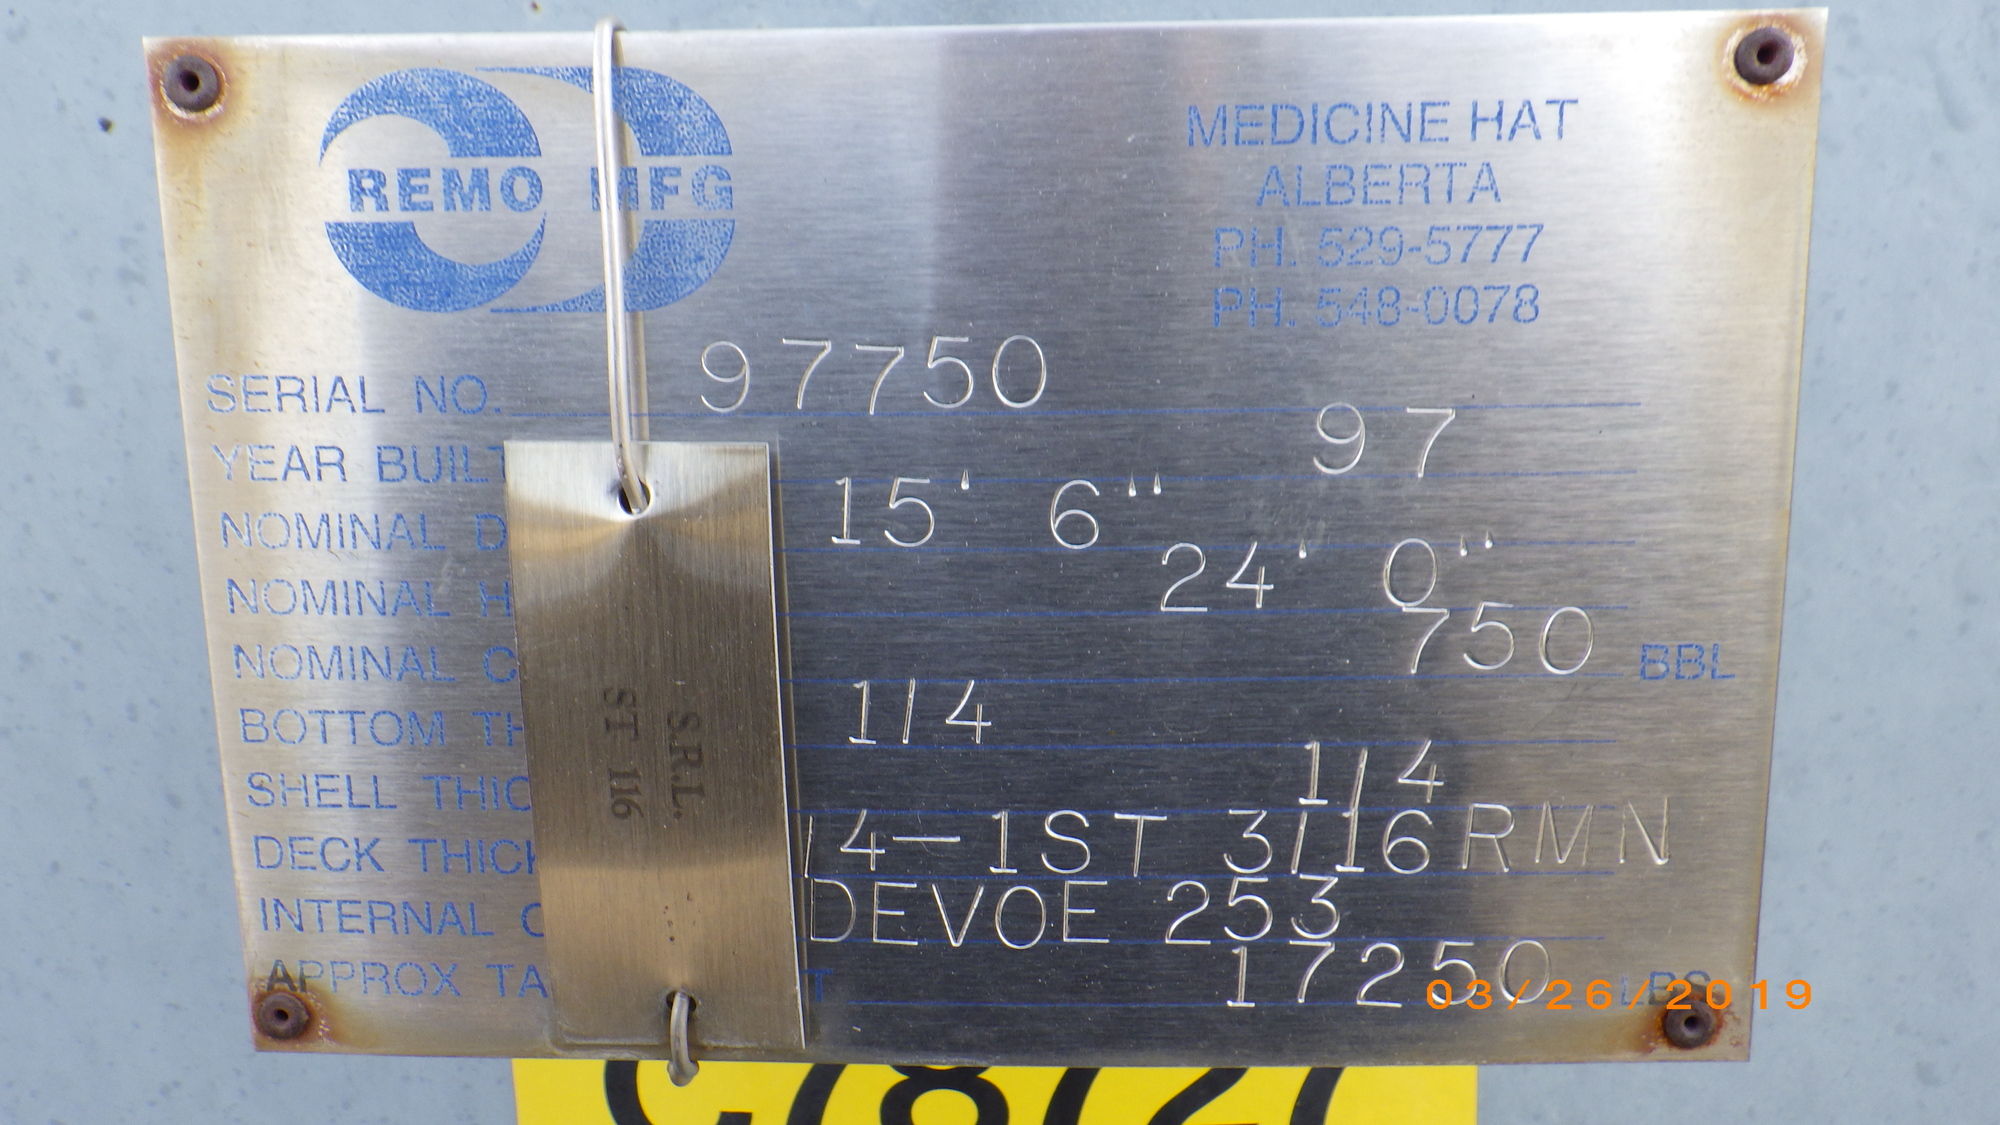 REMO MFG
MEDICINE HAT
ALBERTA
PH. 529-5777
PH. 548-0078
SERIAL NO. 97750
YEAR BUILT 97
NOMINAL D 15' 6"
NOMINAL H 24' 0"
NOMINAL C 750 BBL
BOTTOM TH 1/4
SHELL THIC 1/4
DECK THICK /4-1ST 3/16 RMN
INTERNAL C DEVOE 253
APPROX TA T 17250 LBS
S.R.I.
ST 116
03/26/2019